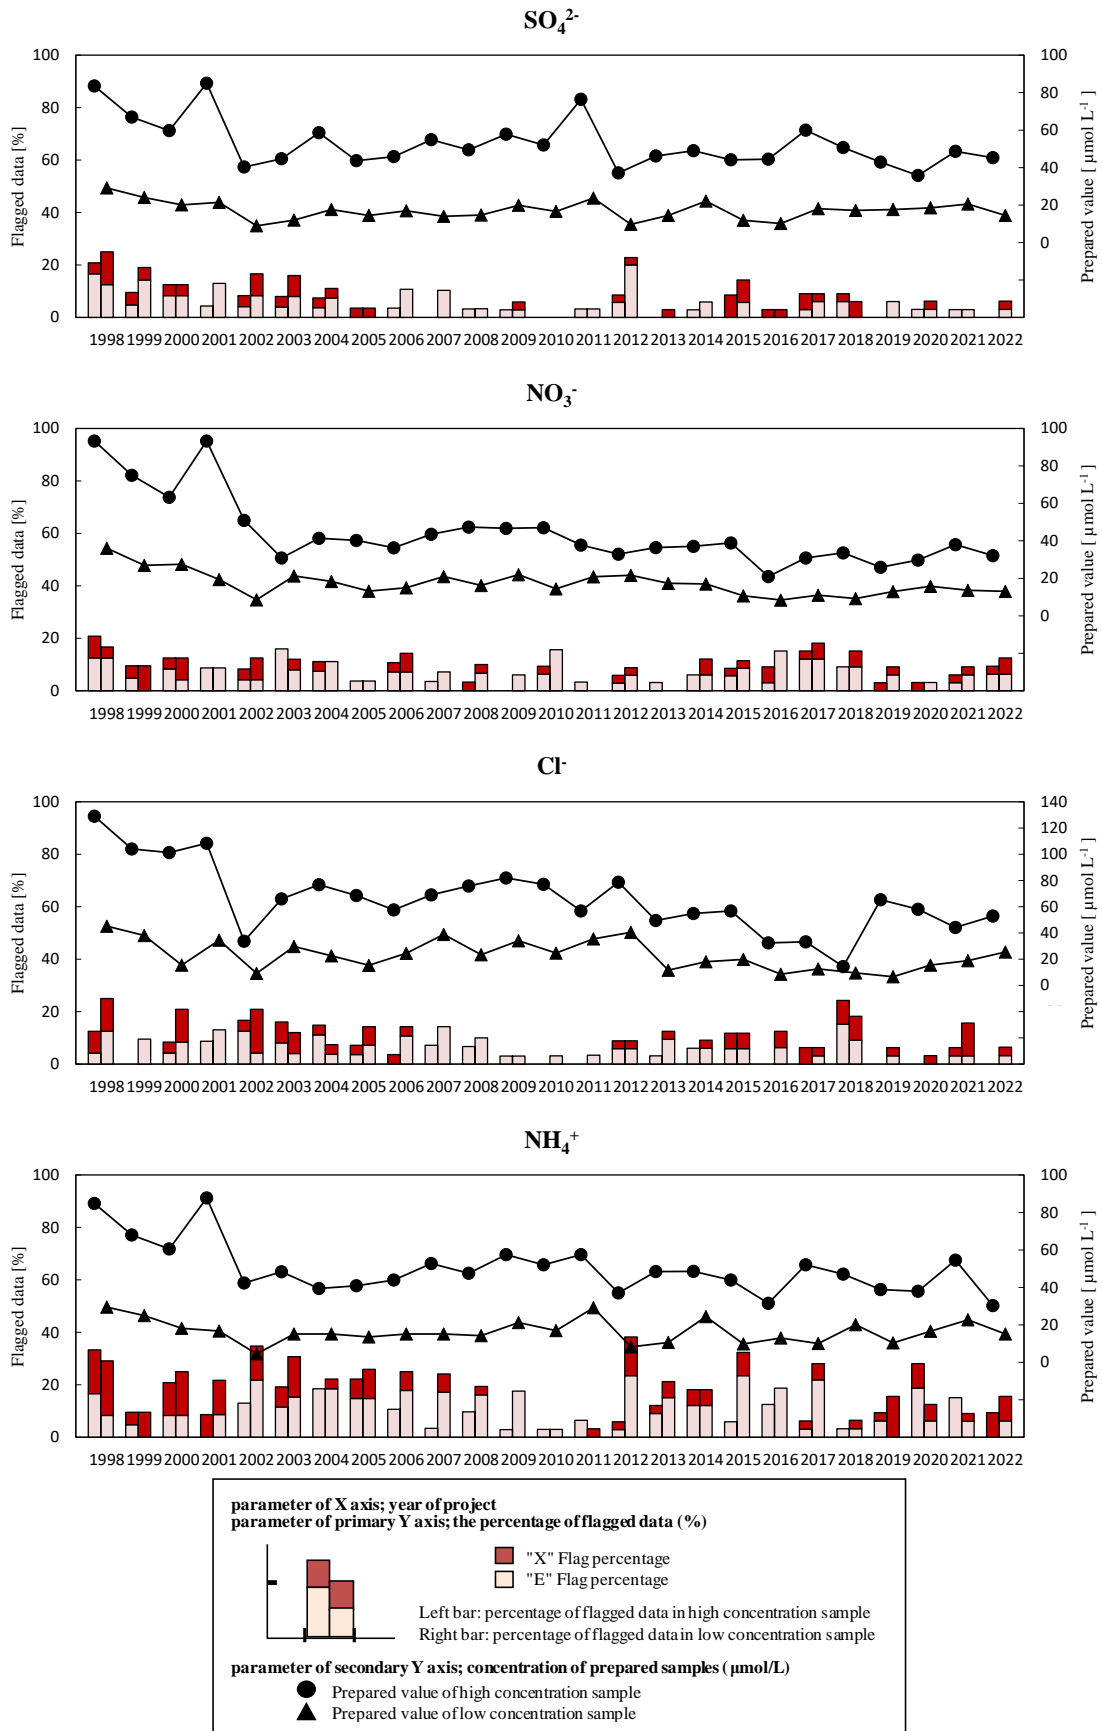 SO₄²⁻
100 100
80 80
60 60
40 40
20 20
0 0
Flagged data [%]
Prepared value [ μmol L⁻¹ ]
1998 1999 2000 2001 2002 2003 2004 2005 2006 2007 2008 2009 2010 2011 2012 2013 2014 2015 2016 2017 2018 2019 2020 2021 2022
NO₃⁻
100 100
80 80
60 60
40 40
20 20
0 0
Flagged data [%]
Prepared value [ μmol L⁻¹ ]
1998 1999 2000 2001 2002 2003 2004 2005 2006 2007 2008 2009 2010 2011 2012 2013 2014 2015 2016 2017 2018 2019 2020 2021 2022
Cl⁻
100 140
80 120
60 100
40 80
20 60
0 40
20
0
Flagged data [%]
Prepared value [ μmol L⁻¹ ]
1998 1999 2000 2001 2002 2003 2004 2005 2006 2007 2008 2009 2010 2011 2012 2013 2014 2015 2016 2017 2018 2019 2020 2021 2022
NH₄⁺
100 100
80 80
60 60
40 40
20 20
0 0
Flagged data [%]
Prepared value [ μmol L⁻¹ ]
1998 1999 2000 2001 2002 2003 2004 2005 2006 2007 2008 2009 2010 2011 2012 2013 2014 2015 2016 2017 2018 2019 2020 2021 2022
parameter of X axis; year of project
parameter of primary Y axis; the percentage of flagged data (%)
"X" Flag percentage
"E" Flag percentage
Left bar: percentage of flagged data in high concentration sample
Right bar: percentage of flagged data in low concentration sample
parameter of secondary Y axis; concentration of prepared samples (μmol/L)
Prepared value of high concentration sample
Prepared value of low concentration sample